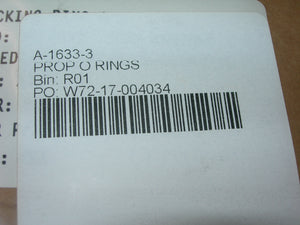 A-1633-3
PROP O RINGS
Bin: R01
PO: W72-17-004034